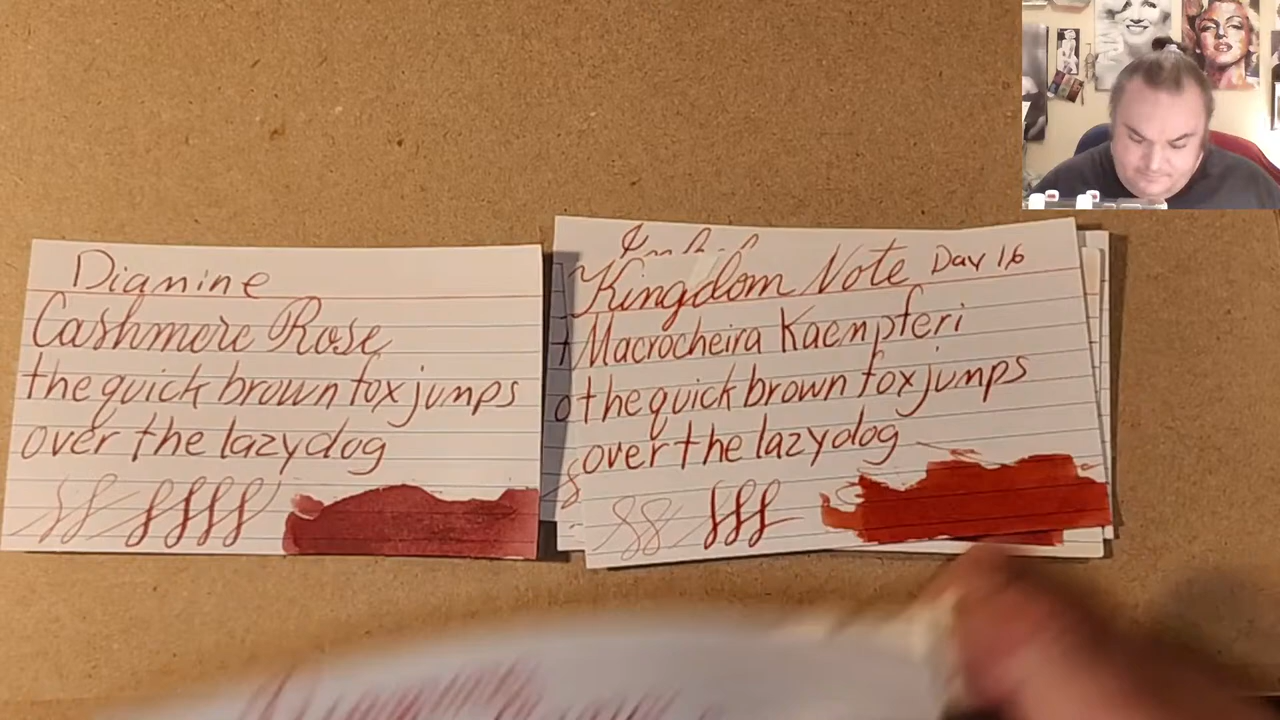 Diamine
Cashmere Rose
the quick brown fox jumps
over the lazy dog
Kingdom Note Day 16
Macrocheira Kaempferi
the quick brown fox jumps
over the lazy dog